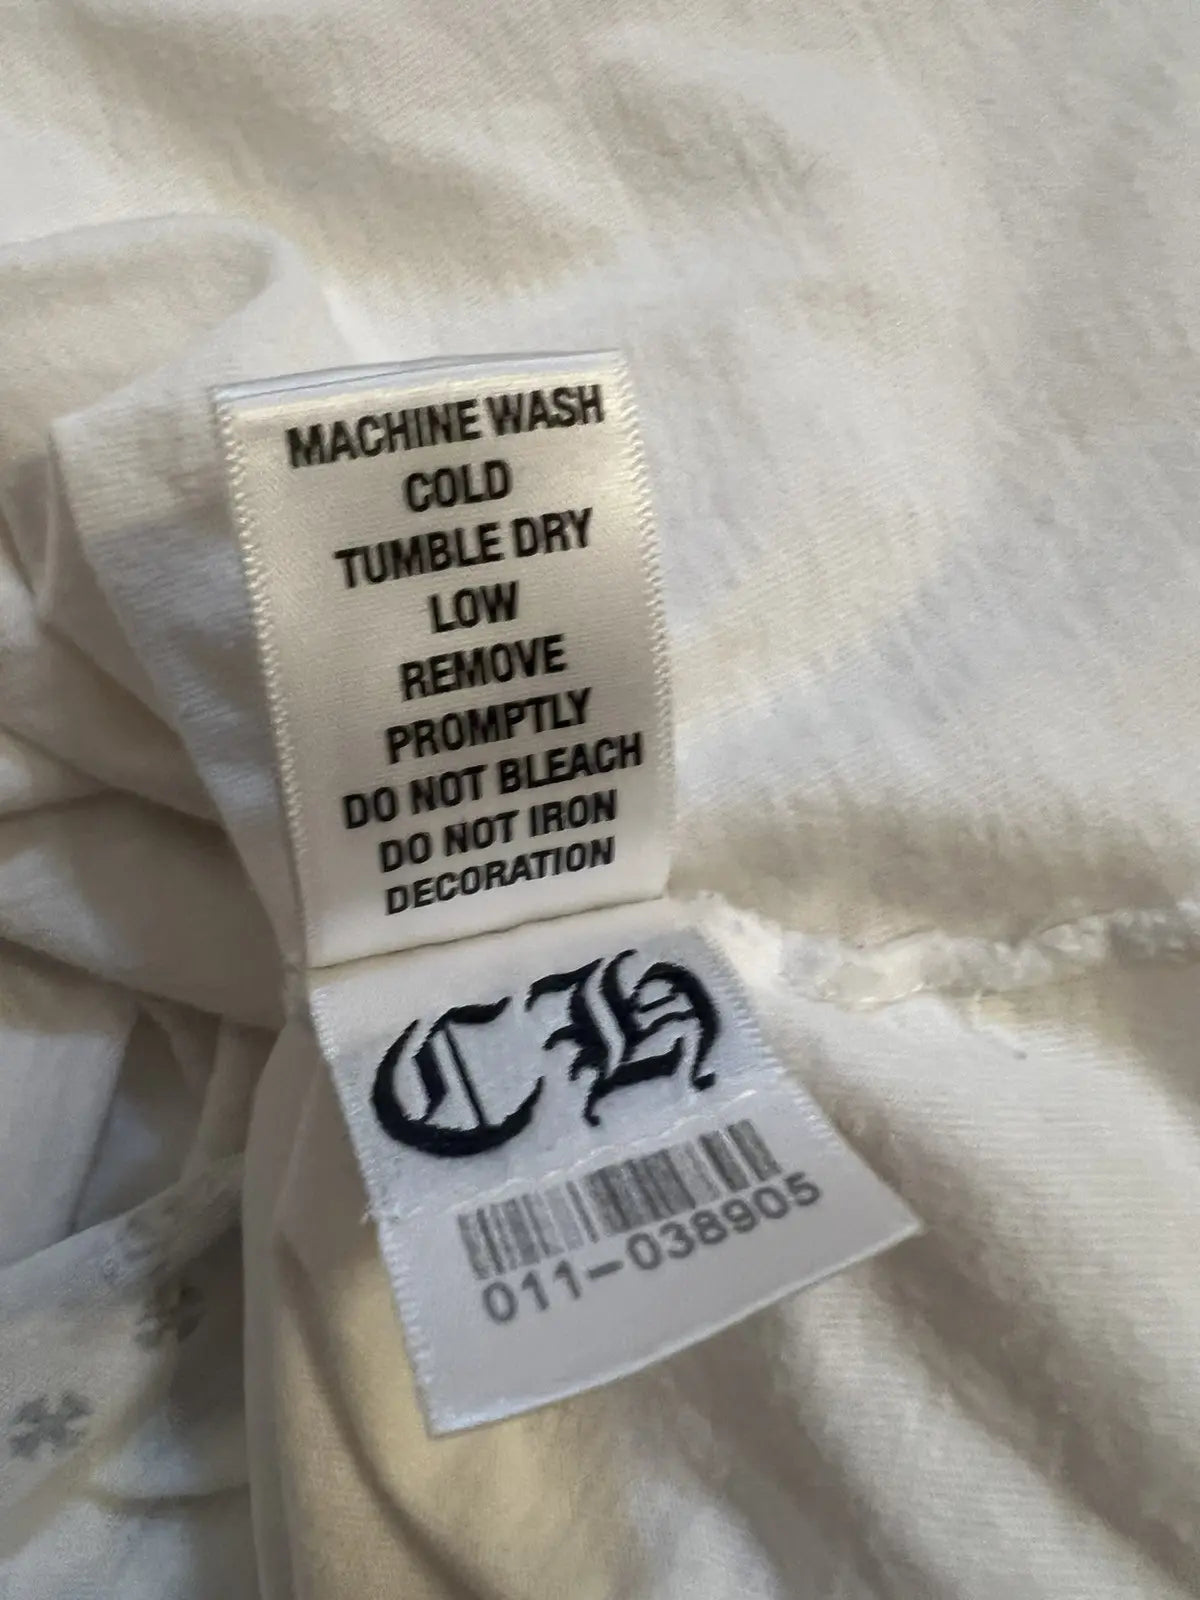 MACHINE WASH
COLD
TUMBLE DRY
LOW
REMOVE
PROMPTLY
DO NOT BLEACH
DO NOT IRON
DECORATION
CH
011-038905